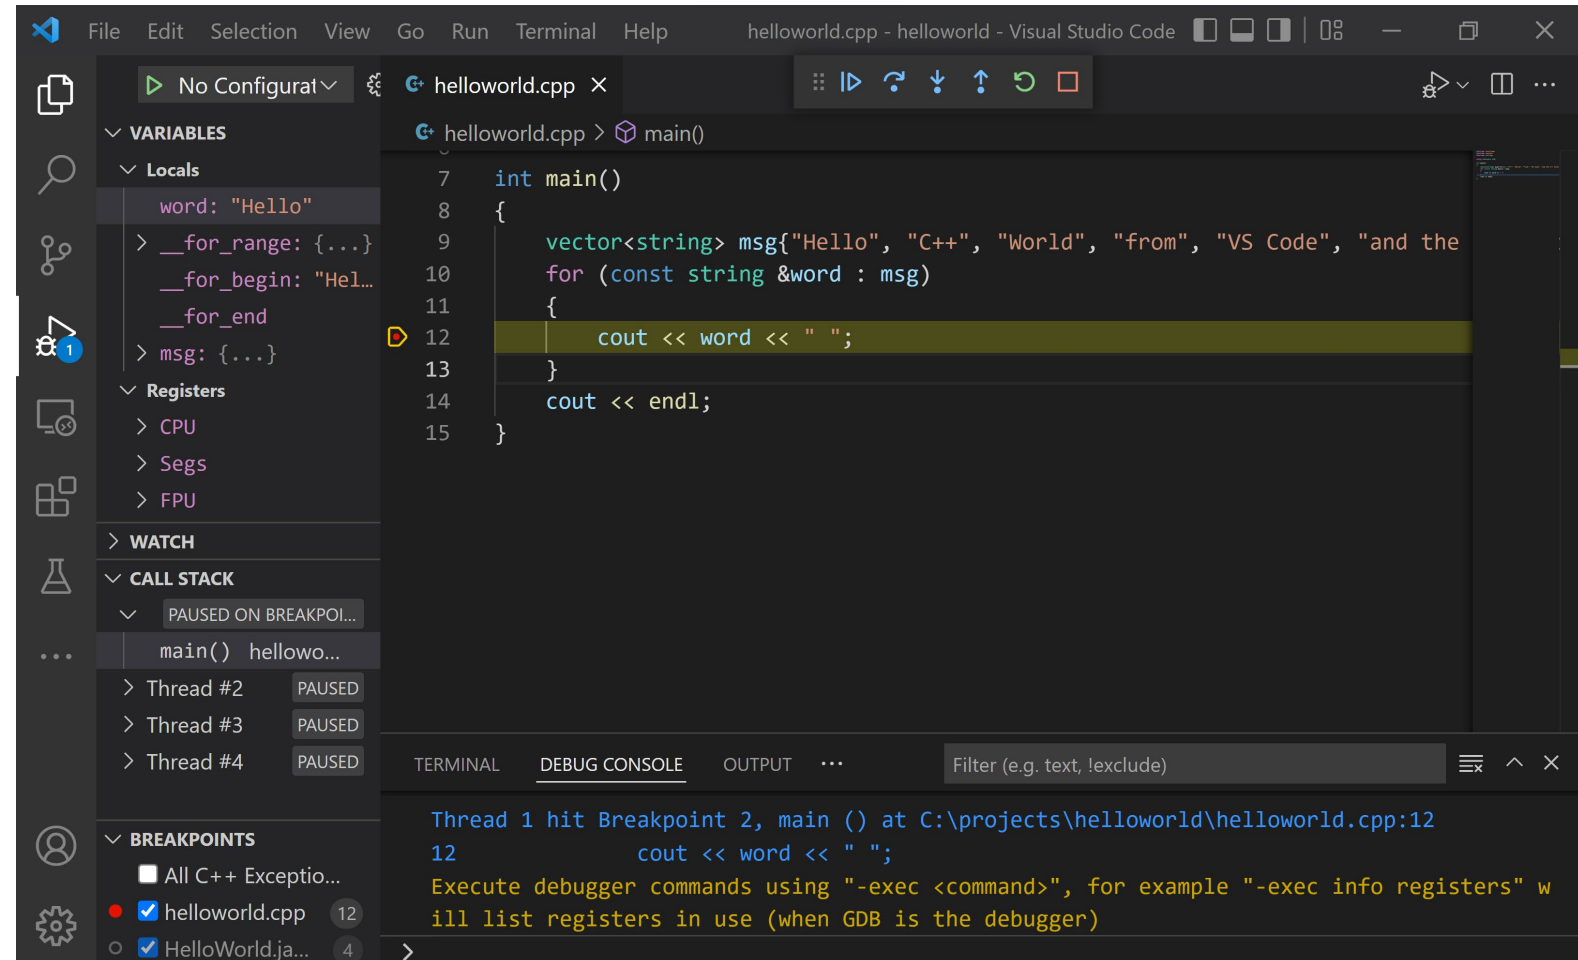 File Edit Selection View Go Run Terminal Help helloworld.cpp - helloworld - Visual Studio Code
No Configurat
helloworld.cpp
helloworld.cpp > main()
VARIABLES
Locals
word: "Hello"
__for_range: {...}
__for_begin: "Hel…
__for_end
msg: {...}
Registers
CPU
Segs
FPU
WATCH
CALL STACK
PAUSED ON BREAKPOI...
main() hellowo...
Thread #2 PAUSED
Thread #3 PAUSED
Thread #4 PAUSED
BREAKPOINTS
All C++ Exceptio...
helloworld.cpp 12
HelloWorld.ja... 4
1
7 int main()
8 {
9 vector<string> msg{"Hello", "C++", "World", "from", "VS Code", "and the
10 for (const string &word : msg)
11 {
12 cout << word << " ";
13 }
14 cout << endl;
15 }
TERMINAL DEBUG CONSOLE OUTPUT ··· Filter (e.g. text, !exclude)
Thread 1 hit Breakpoint 2, main () at C:\projects\helloworld\helloworld.cpp:12
12 cout << word << " ";
Execute debugger commands using "-exec <command>", for example "-exec info registers" w
ill list registers in use (when GDB is the debugger)
>